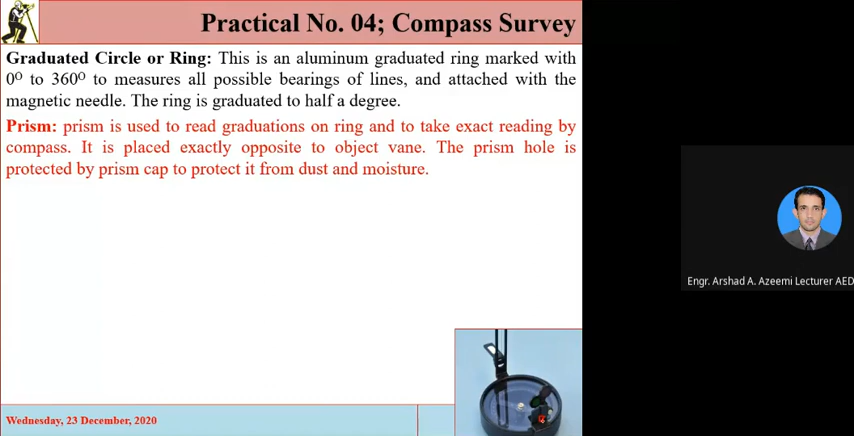 Practical No. 04; Compass Survey
Graduated Circle or Ring: This is an aluminum graduated ring marked with
0⁰ to 360⁰ to measures all possible bearings of lines, and attached with the
magnetic needle. The ring is graduated to half a degree.
Prism: prism is used to read graduations on ring and to take exact reading by
compass. It is placed exactly opposite to object vane. The prism hole is
protected by prism cap to protect it from dust and moisture.
Engr. Arshad A. Azeemi Lecturer AED
Wednesday, 23 December, 2020